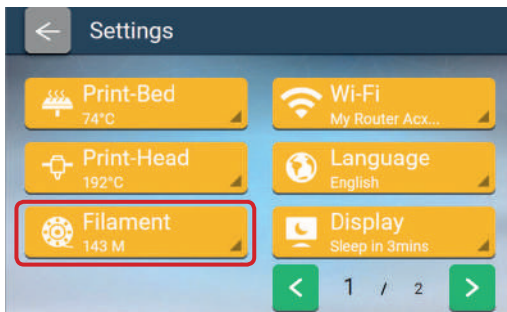 Settings
Print-Bed
74°C
Wi-Fi
My Router Acx...
Print-Head
192°C
Language
English
Filament
143 M
Display
Sleep in 3mins
1 / 2